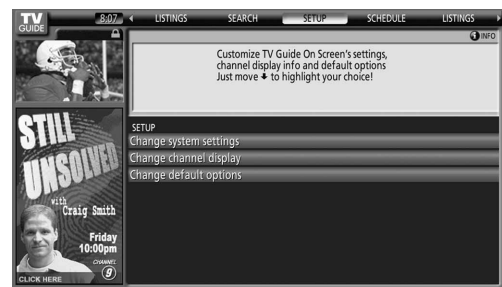 TV
GUIDE
8:07
LISTINGS
SEARCH
SETUP
SCHEDULE
LISTINGS
INFO
Customize TV Guide On Screen's settings,
channel display info and default options
Just move ⬇ to highlight your choice!
SETUP
Change system settings
Change channel display
Change default options
STILL
UNSOLVED
with
Craig Smith
Friday
10:00pm
CHANNEL
9
CLICK HERE